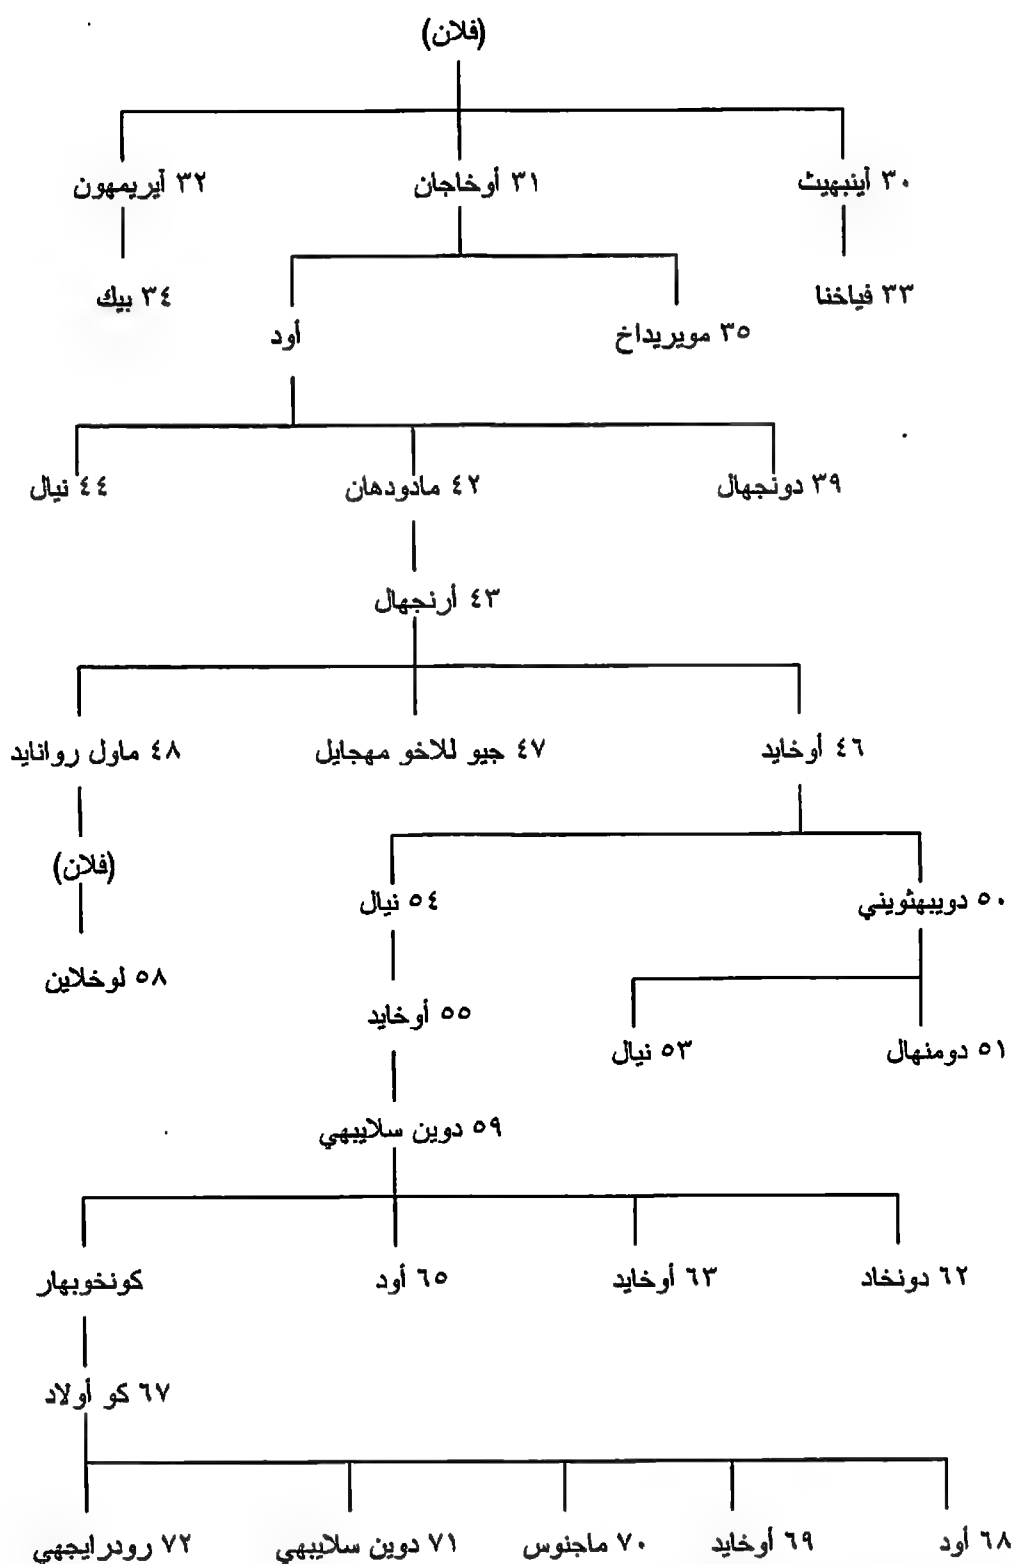 (فلان)
٣٠ أينبهيث ٣١ أوخاجان ٣٢ آيريمهون
٣٣ فياخنا ٣٤ بيك
٣٥ مويريداخ أود
٣٩ دونجهال ٤٢ مادودهان ٤٤ نيال
٤٣ أرنجهال
٤٦ أوخايد ٤٧ جيو للاخو مهجايل ٤٨ ماول روانايد
(فلان)
٥٠ دويبهثويني ٥٤ نيال
٥٨ لوخلاين
٥٥ أوخايد
٥١ دومنهال ٥٣ نيال
٥٩ دوين سلاييبهي
٦٢ دونخاد ٦٣ أوخايد ٦٥ أود كونخوبهار
٦٧ كو أولاد
٦٨ أود ٦٩ أوخايد ٧٠ ماجنوس ٧١ دوين سلاييبهي ٧٢ رودرايجهي